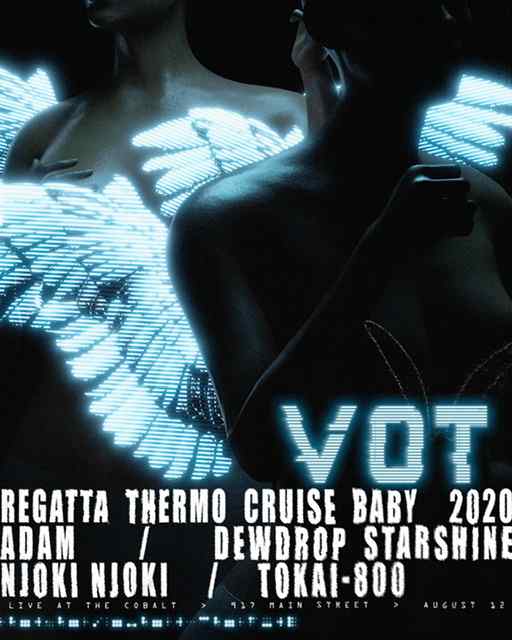 VOT
REGATTA THERMO CRUISE BABY 2020
ADAM / DEWDROP STARSHINE
NJOKI NJOKI / TOKAI-800
LIVE AT THE COBALT > 917 MAIN STREET > AUGUST 12